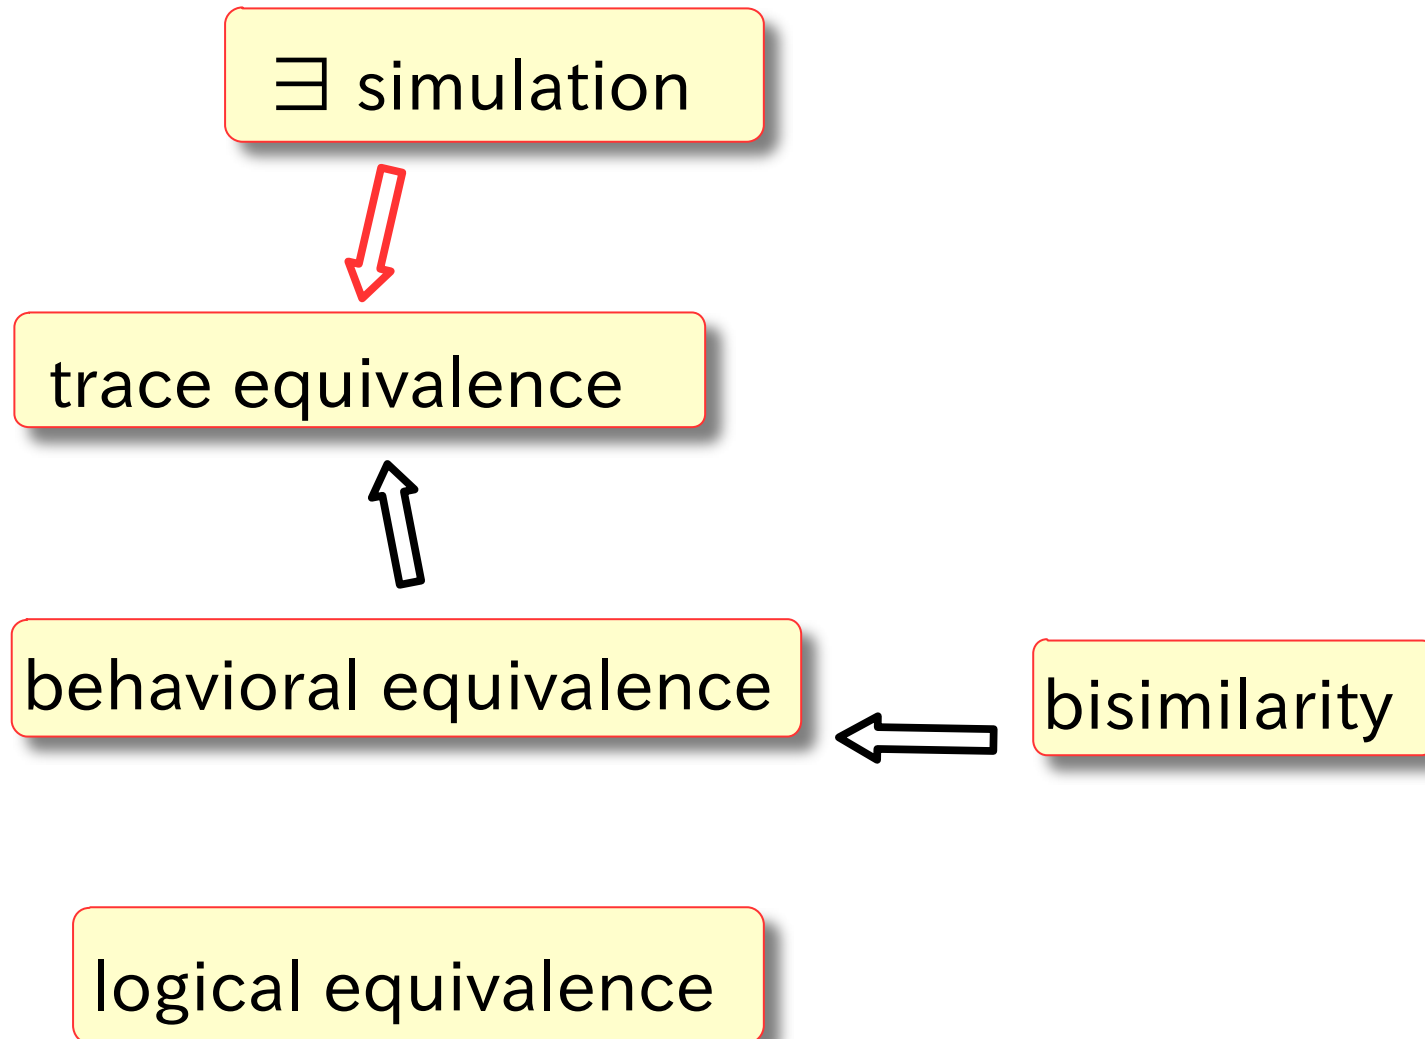 ∃ simulation
trace equivalence
behavioral equivalence
bisimilarity
logical equivalence